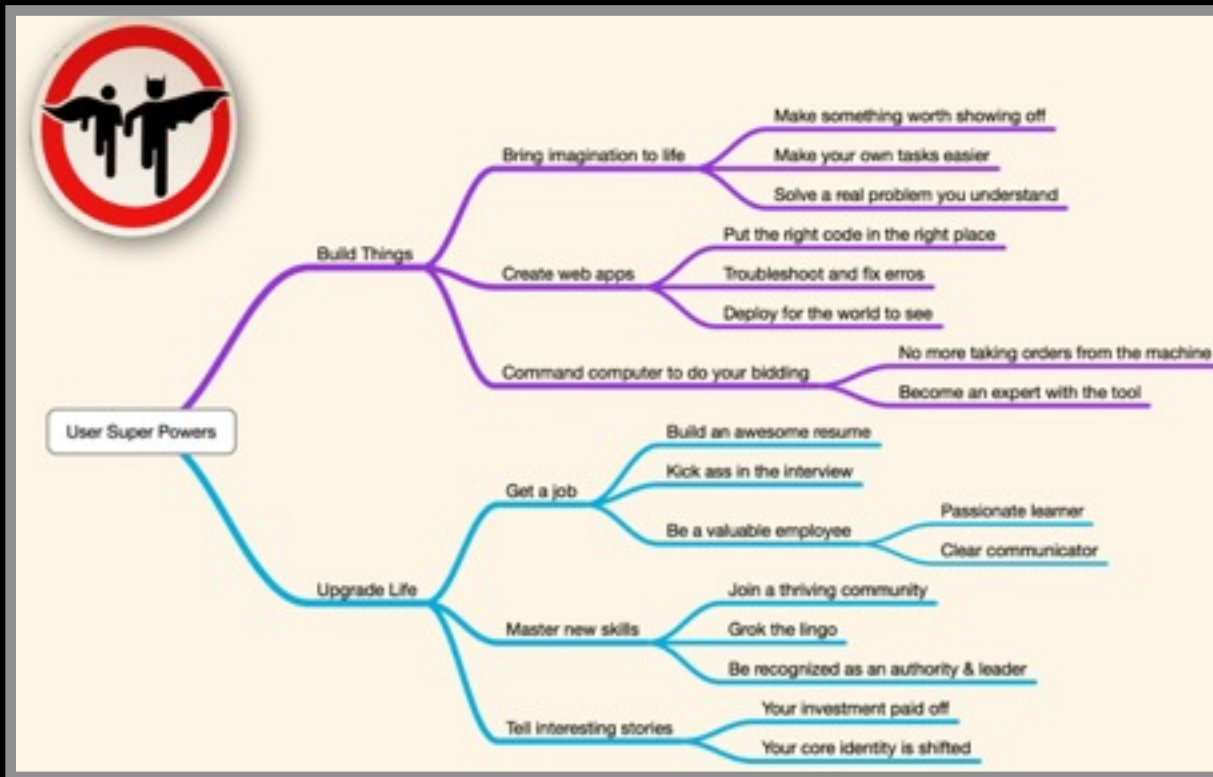 User Super Powers
Build Things
Bring imagination to life
Make something worth showing off
Make your own tasks easier
Solve a real problem you understand
Create web apps
Put the right code in the right place
Troubleshoot and fix erros
Deploy for the world to see
Command computer to do your bidding
No more taking orders from the machine
Become an expert with the tool
Upgrade Life
Get a job
Build an awesome resume
Kick ass in the interview
Be a valuable employee
Passionate learner
Clear communicator
Master new skills
Join a thriving community
Grok the lingo
Be recognized as an authority & leader
Tell interesting stories
Your investment paid off
Your core identity is shifted